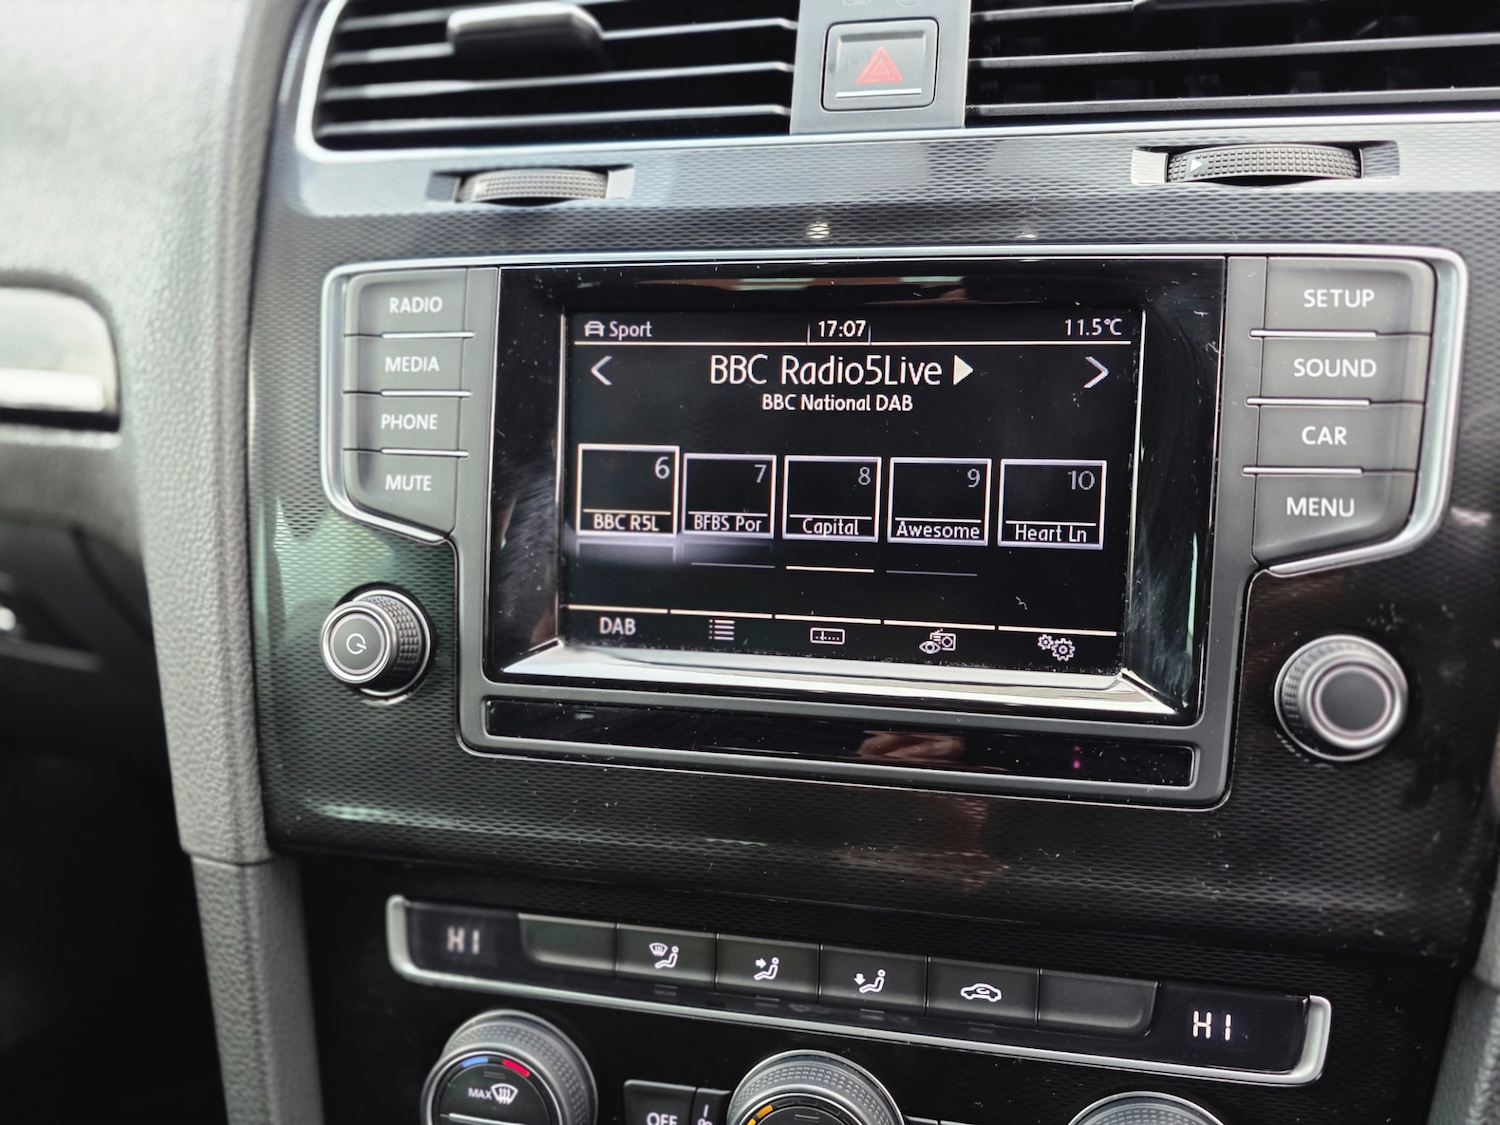 RADIO
MEDIA
PHONE
MUTE
Sport 17:07 11.5°C
BBC Radio5Live
BBC National DAB
6 7 8 9 10
BBC R5L BFBS Por Capital Awesome Heart Ln
DAB
SETUP
SOUND
CAR
MENU
HI HI
MAX
OFF